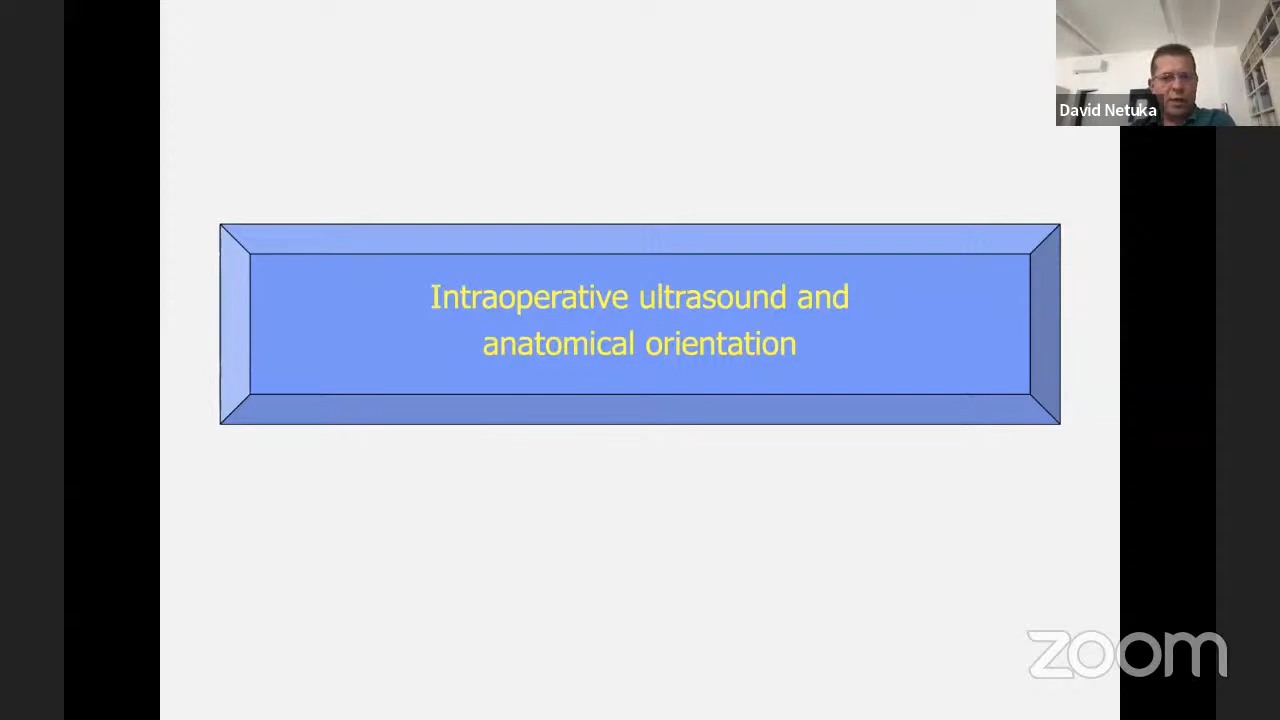 David Netuka
Intraoperative ultrasound and
anatomical orientation
zoom